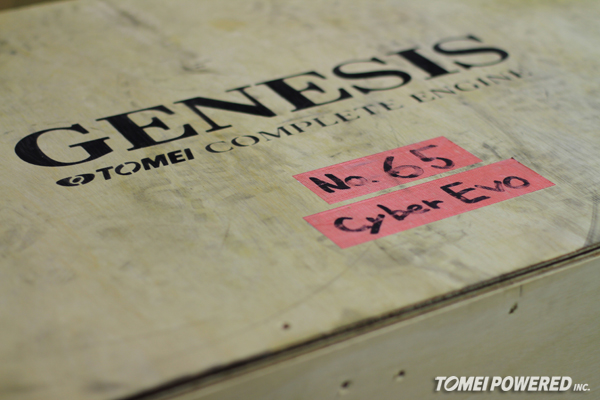 GENESIS
TOMEI COMPLETE ENGINE
No. 65
Cyber Evo
TOMEI POWERED INC.